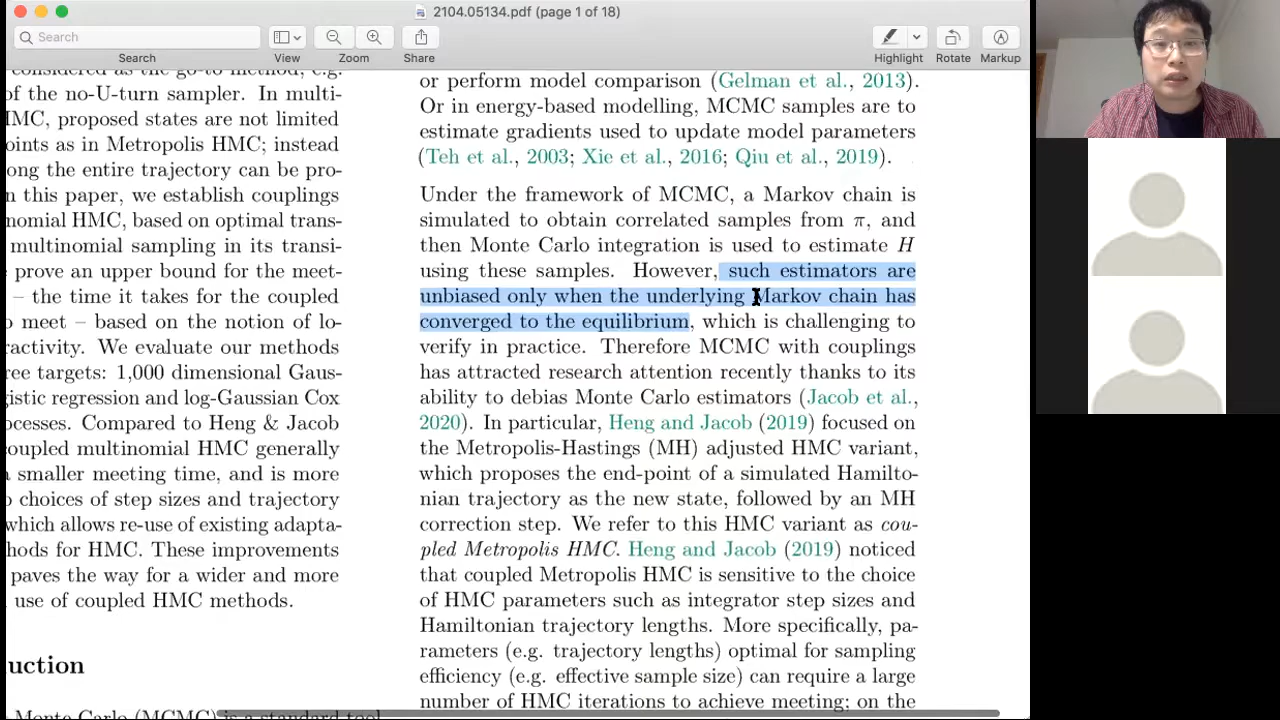 2104.05134.pdf (page 1 of 18)
Search
Search
View
Zoom
Share
Highlight
Rotate
Markup
considered as the go-to method, e.g.
of the no-U-turn sampler. In multi-
IMC, proposed states are not limited
oints as in Metropolis HMC; instead
ong the entire trajectory can be pro-
n this paper, we establish couplings
nomial HMC, based on optimal trans-
multinomial sampling in its transi-
prove an upper bound for the meet-
– the time it takes for the coupled
o meet – based on the notion of lo-
ractivity. We evaluate our methods
ree targets: 1,000 dimensional Gaus-
gistic regression and log-Gaussian Cox
ocesses. Compared to Heng & Jacob
coupled multinomial HMC generally
a smaller meeting time, and is more
o choices of step sizes and trajectory
which allows re-use of existing adapta-
hods for HMC. These improvements
paves the way for a wider and more
use of coupled HMC methods.
uction
Monte Carlo (MCMC) is a standard tool
or perform model comparison (Gelman et al., 2013).
Or in energy-based modelling, MCMC samples are to
estimate gradients used to update model parameters
(Teh et al., 2003; Xie et al., 2016; Qiu et al., 2019).
Under the framework of MCMC, a Markov chain is
simulated to obtain correlated samples from π, and
then Monte Carlo integration is used to estimate H
using these samples. However, such estimators are
unbiased only when the underlying Markov chain has
converged to the equilibrium, which is challenging to
verify in practice. Therefore MCMC with couplings
has attracted research attention recently thanks to its
ability to debias Monte Carlo estimators (Jacob et al.,
2020). In particular, Heng and Jacob (2019) focused on
the Metropolis-Hastings (MH) adjusted HMC variant,
which proposes the end-point of a simulated Hamilto-
nian trajectory as the new state, followed by an MH
correction step. We refer to this HMC variant as cou-
pled Metropolis HMC. Heng and Jacob (2019) noticed
that coupled Metropolis HMC is sensitive to the choice
of HMC parameters such as integrator step sizes and
Hamiltonian trajectory lengths. More specifically, pa-
rameters (e.g. trajectory lengths) optimal for sampling
efficiency (e.g. effective sample size) can require a large
number of HMC iterations to achieve meeting; on the